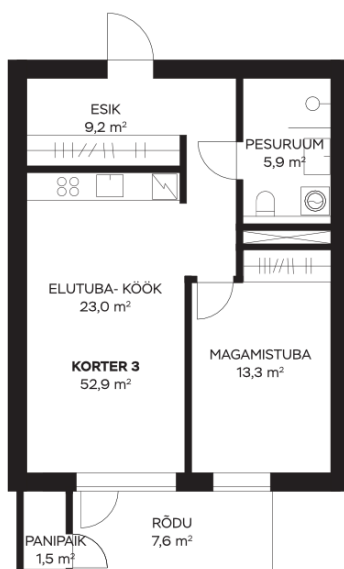 ESIK
9,2 m²
PESURUUM
5,9 m²
ELUTUBA- KÖÖK
23,0 m²
MAGAMISTUBA
13,3 m²
KORTER 3
52,9 m²
RÕDU
7,6 m²
PANIPAIK
1,5 m²